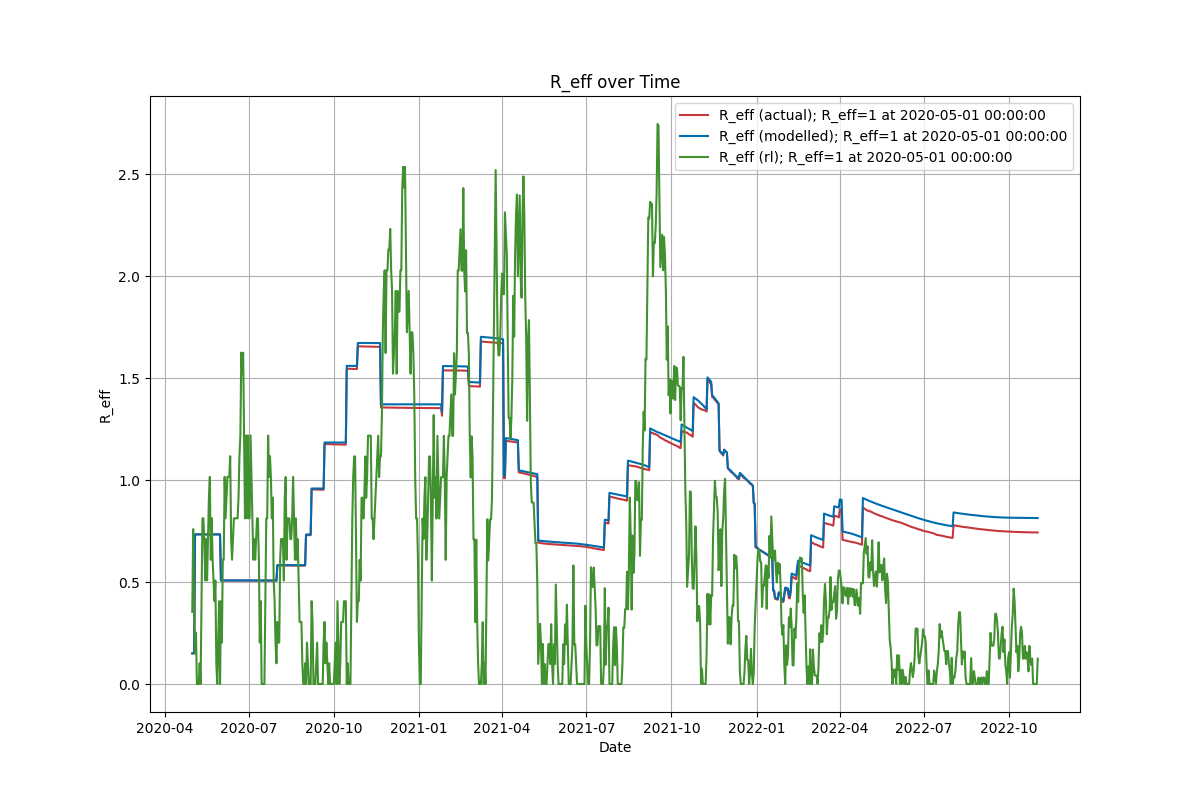 R_eff over Time
R_eff (actual); R_eff=1 at 2020-05-01 00:00:00
R_eff (modelled); R_eff=1 at 2020-05-01 00:00:00
R_eff (rl); R_eff=1 at 2020-05-01 00:00:00
R_eff
2.5
2.0
1.5
1.0
0.5
0.0
2020-04 2020-07 2020-10 2021-01 2021-04 2021-07 2021-10 2022-01 2022-04 2022-07 2022-10
Date